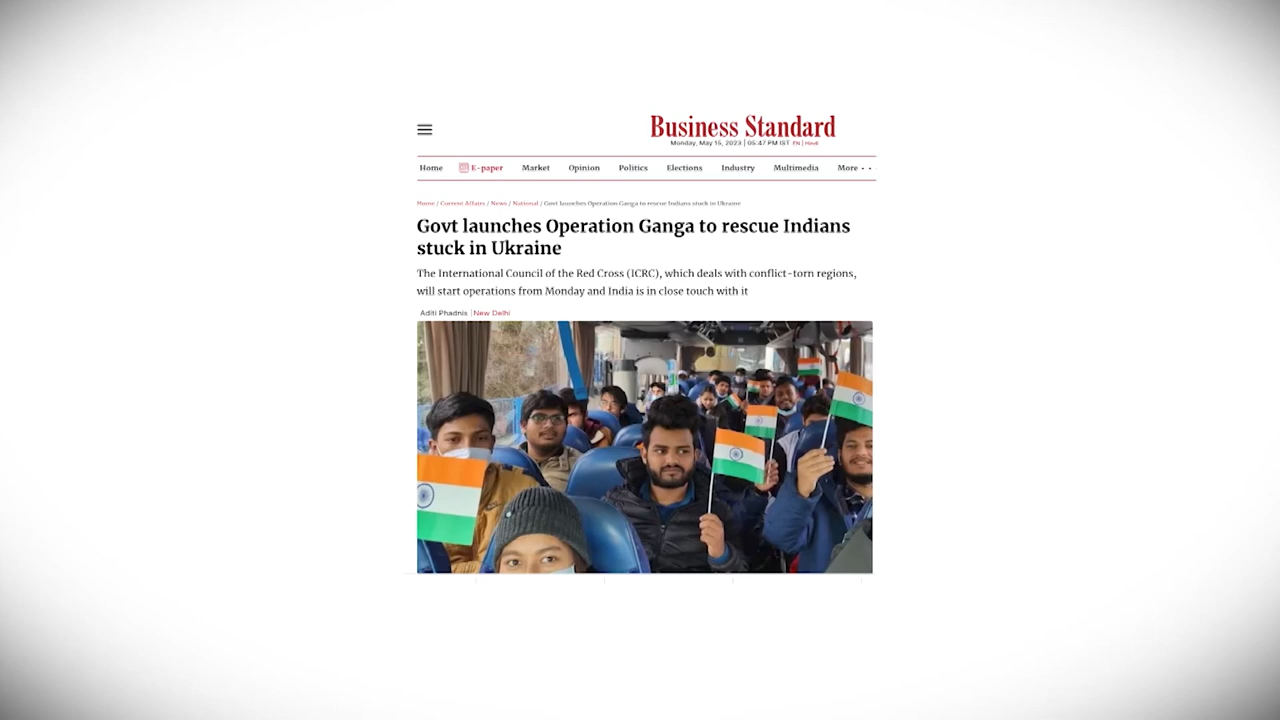 Business Standard
Monday, May 15, 2023 | 05:47 PM IST EN | Hindi
Home E-paper Market Opinion Politics Elections Industry Multimedia More
Home / Current Affairs / News / National / Govt launches Operation Ganga to rescue Indians stuck in Ukraine
Govt launches Operation Ganga to rescue Indians
stuck in Ukraine
The International Council of the Red Cross (ICRC), which deals with conflict-torn regions,
will start operations from Monday and India is in close touch with it
Aditi Phadnis | New Delhi